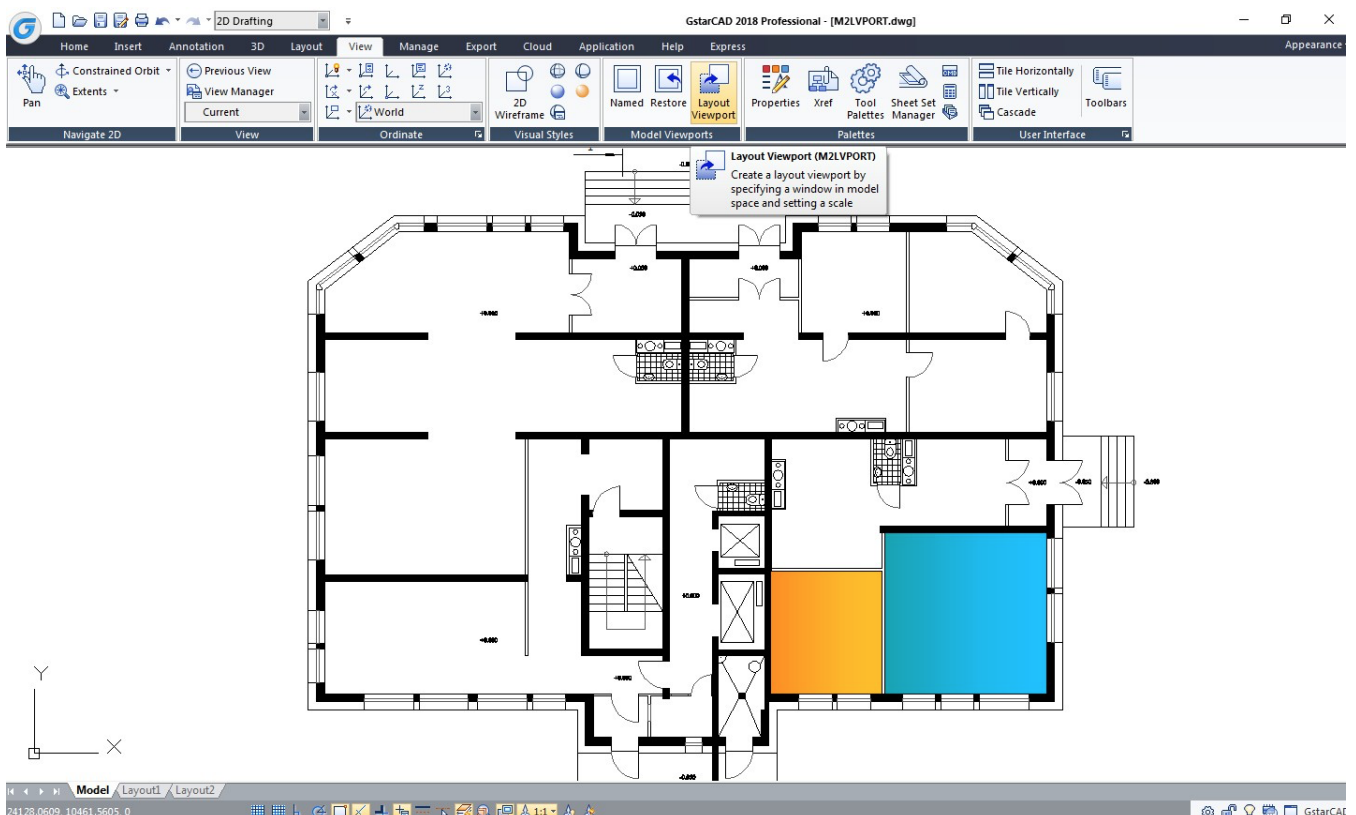 2D Drafting
GstarCAD 2018 Professional - [M2LVPORT.dwg]
Home Insert Annotation 3D Layout View Manage Export Cloud Application Help Express Appearance
Pan
Constrained Orbit
Extents
Navigate 2D
Previous View
View Manager
Current
View
World
Ordinate
2D
Wireframe
Visual Styles
Named Restore Layout
Viewport
Model Viewports
Properties Xref Tool
Palettes Sheet Set
Manager
Palettes
Tile Horizontally
Tile Vertically
Cascade
Toolbars
User Interface
Layout Viewport (M2LVPORT)
Create a layout viewport by
specifying a window in model
space and setting a scale
Y
X
Model Layout1 Layout2
24128.0609, 10461.5605, 0
1:1
GstarCAD